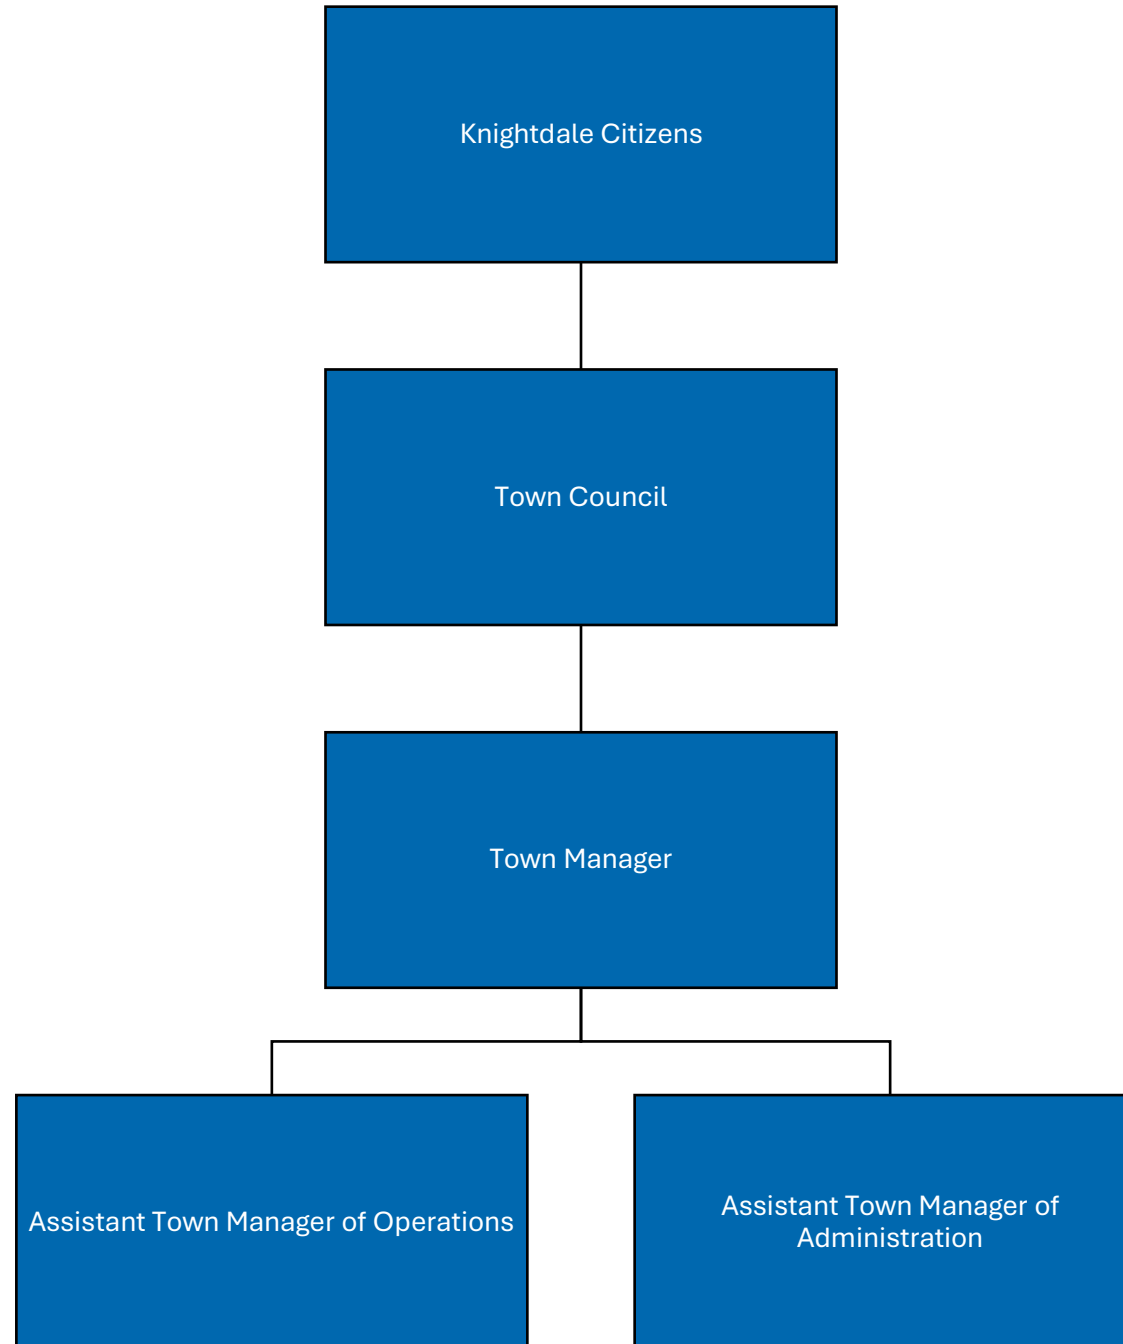 Knightdale Citizens
Town Council
Town Manager
Assistant Town Manager of Operations
Assistant Town Manager of
Administration